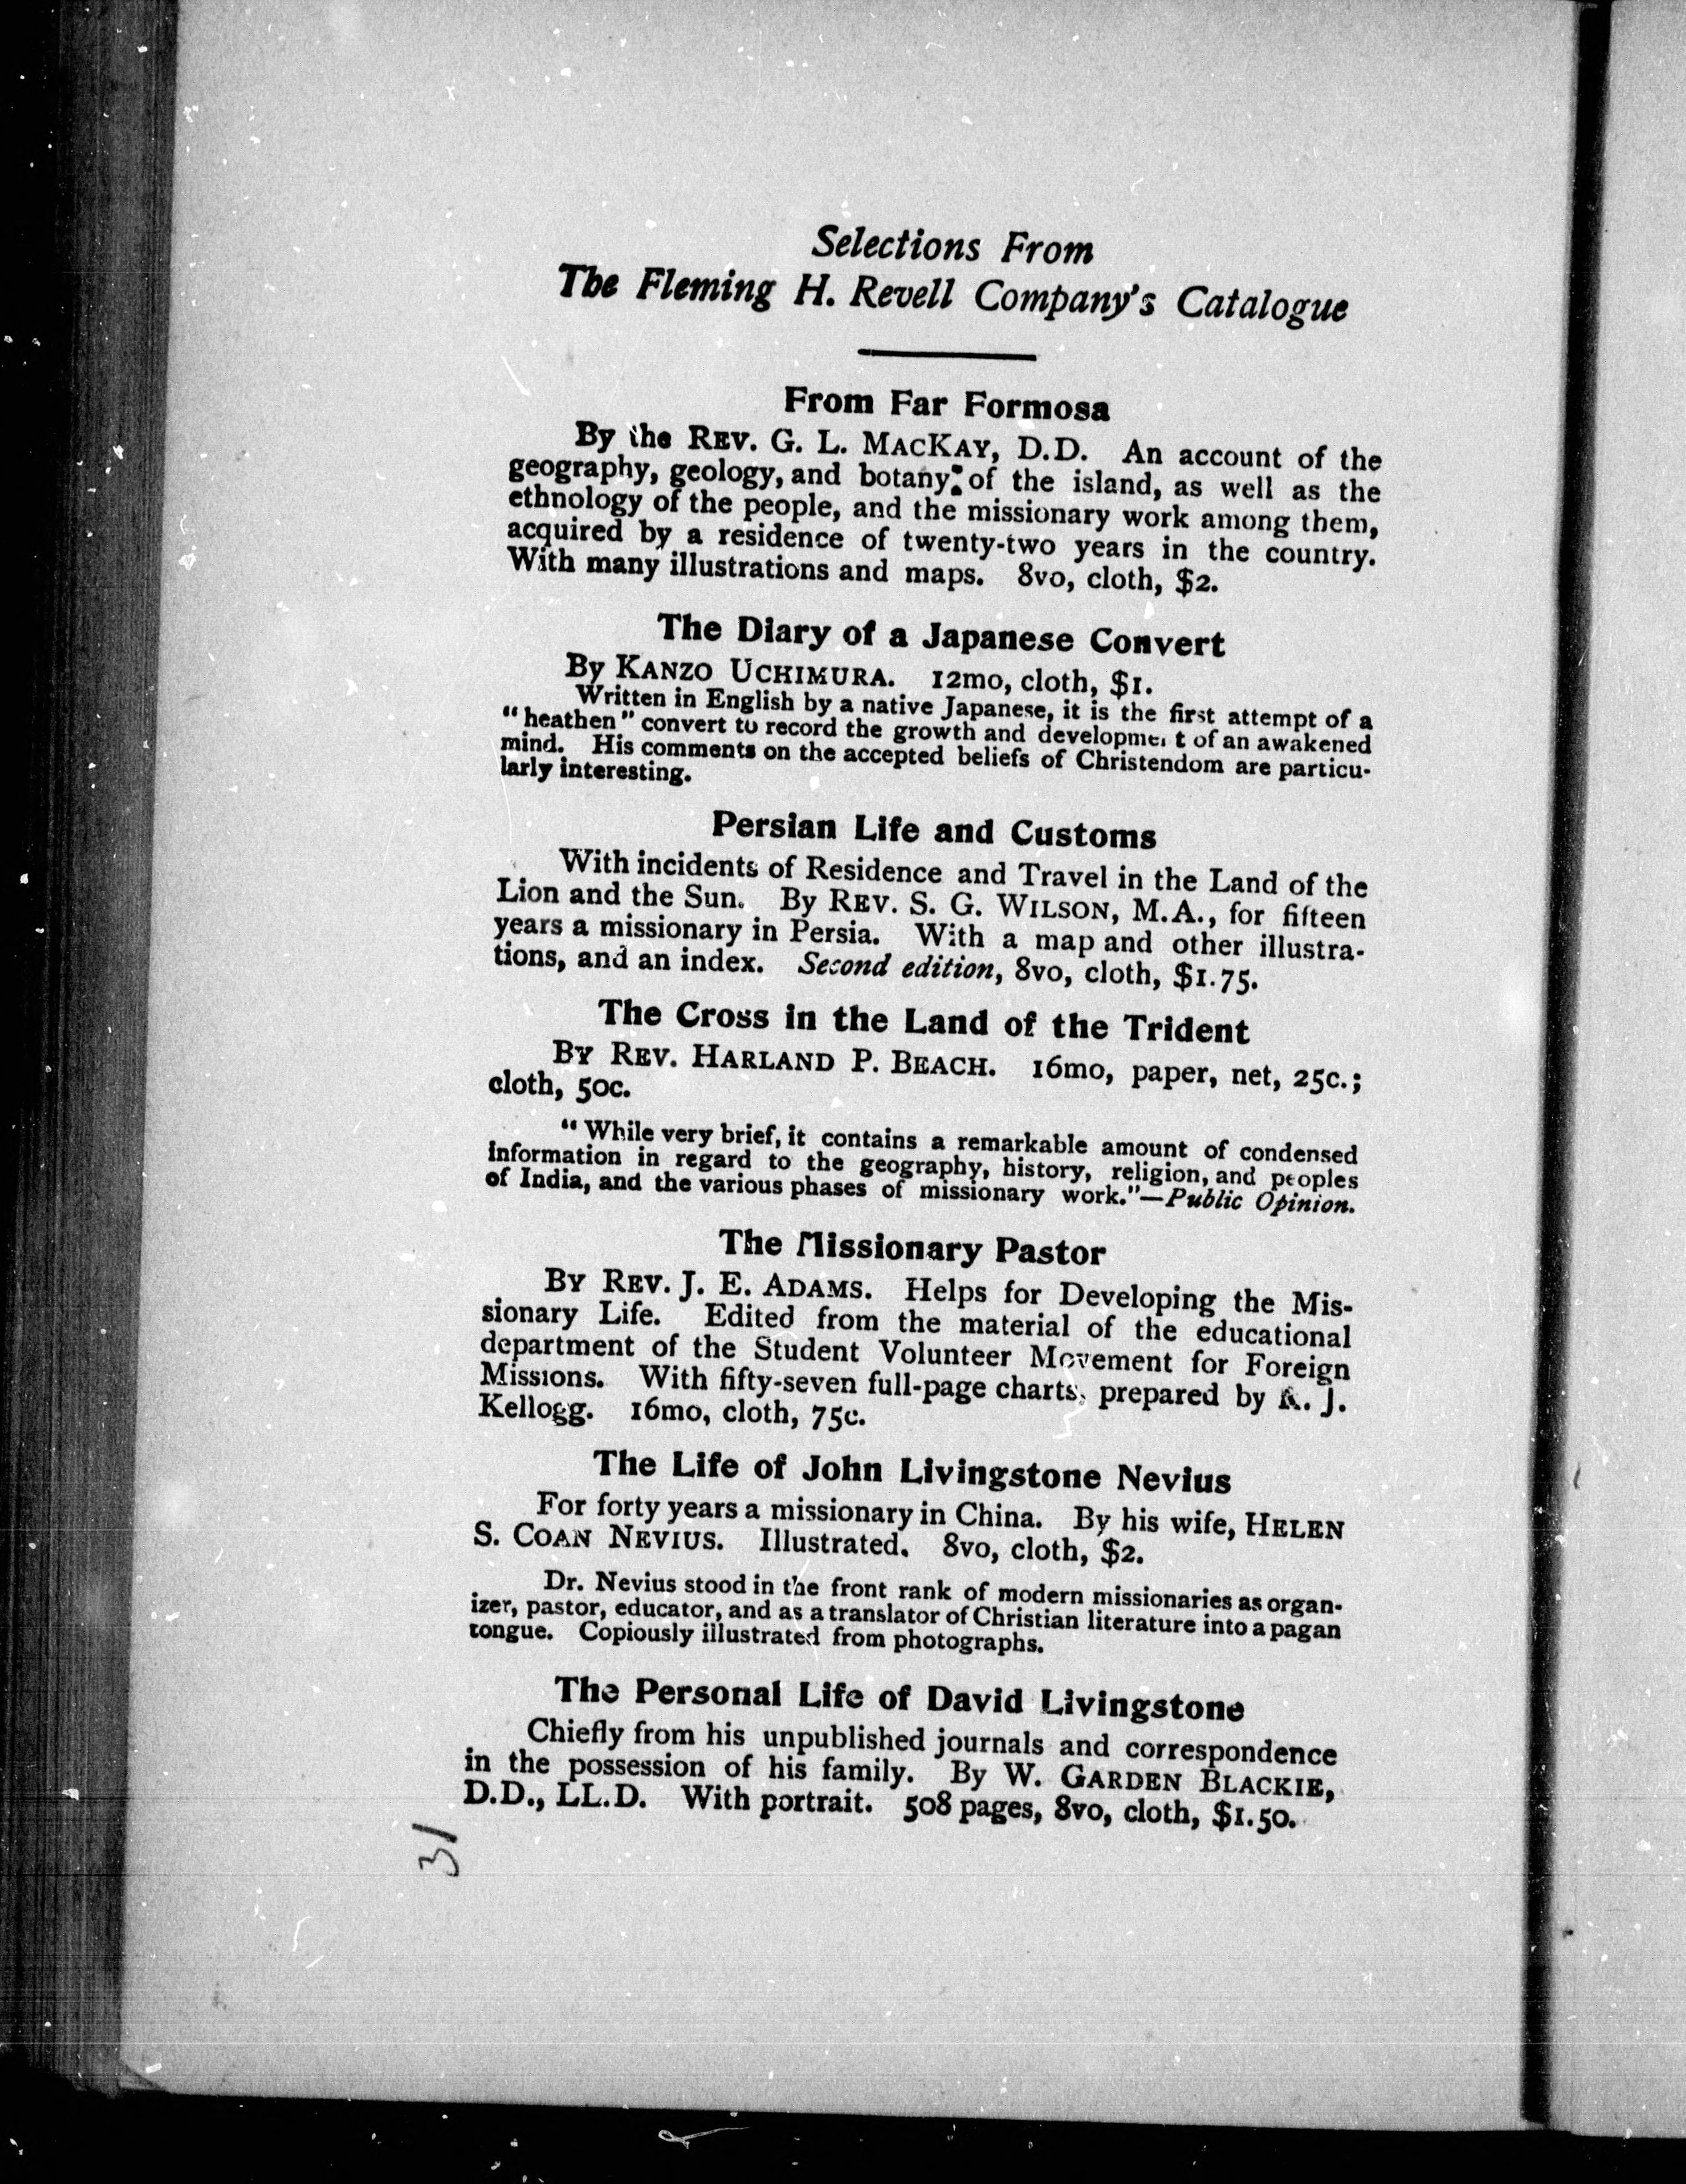 Selections From
The Fleming H. Revell Company's Catalogue
From Far Formosa
By the REV. G. L. MACKAY, D.D. An account of the
geography, geology, and botany of the island, as well as the
ethnology of the people, and the missionary work among them,
acquired by a residence of twenty-two years in the country.
With many illustrations and maps. 8vo, cloth, $2.
The Diary of a Japanese Convert
By KANZO UCHIMURA. 12mo, cloth, $1.
Written in English by a native Japanese, it is the first attempt of a
"heathen" convert to record the growth and development of an awakened
mind. His comments on the accepted beliefs of Christendom are particu-
larly interesting.
Persian Life and Customs
With incidents of Residence and Travel in the Land of the
Lion and the Sun. By REV. S. G. WILSON, M.A., for fifteen
years a missionary in Persia. With a map and other illustra-
tions, and an index. Second edition, 8vo, cloth, $1.75.
The Cross in the Land of the Trident
BY REV. HARLAND P. BEACH. 16mo, paper, net, 25c.;
cloth, 50c.
"While very brief, it contains a remarkable amount of condensed
information in regard to the geography, history, religion, and peoples
of India, and the various phases of missionary work."—Public Opinion.
The Missionary Pastor
BY REV. J. E. ADAMS. Helps for Developing the Mis-
sionary Life. Edited from the material of the educational
department of the Student Volunteer Movement for Foreign
Missions. With fifty-seven full-page charts, prepared by R. J.
Kellogg. 16mo, cloth, 75c.
The Life of John Livingstone Nevius
For forty years a missionary in China. By his wife, HELEN
S. COAN NEVIUS. Illustrated. 8vo, cloth, $2.
Dr. Nevius stood in the front rank of modern missionaries as organ-
izer, pastor, educator, and as a translator of Christian literature into a pagan
tongue. Copiously illustrated from photographs.
The Personal Life of David Livingstone
Chiefly from his unpublished journals and correspondence
in the possession of his family. By W. GARDEN BLACKIE,
D.D., LL.D. With portrait. 508 pages, 8vo, cloth, $1.50.
31